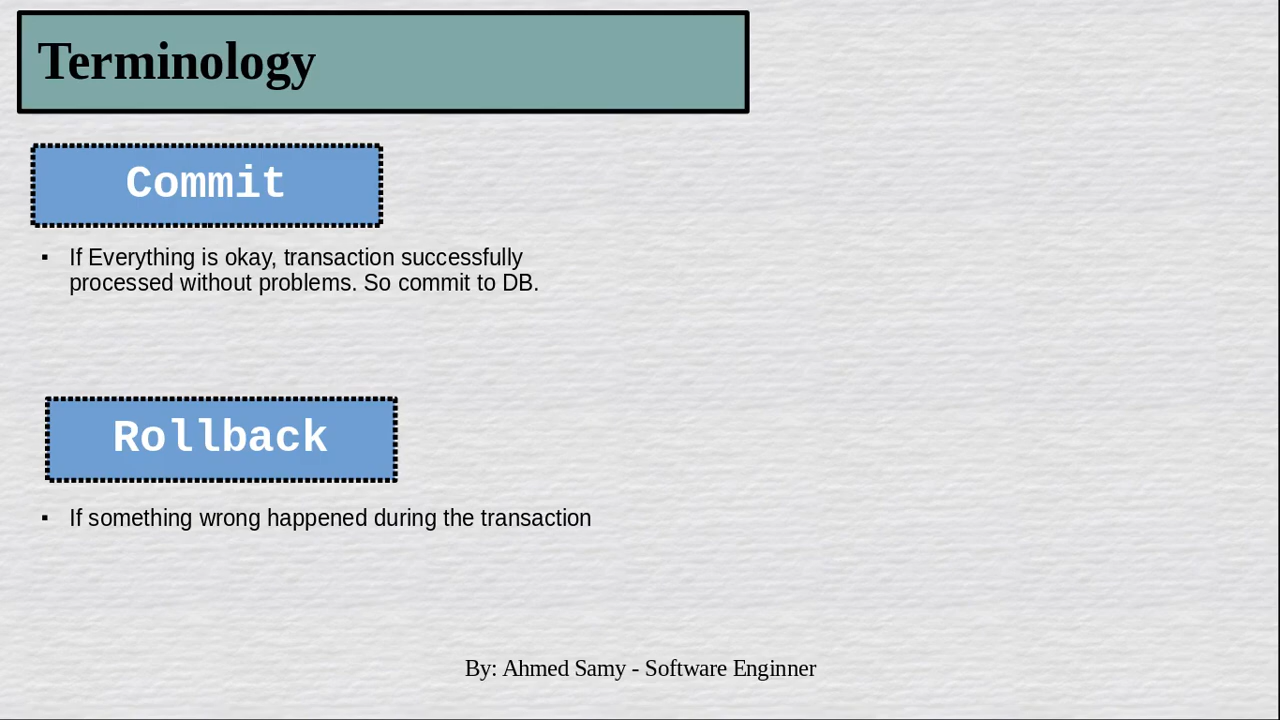 Terminology
Commit
▪ If Everything is okay, transaction successfully
processed without problems. So commit to DB.
Rollback
▪ If something wrong happened during the transaction
By: Ahmed Samy - Software Enginner